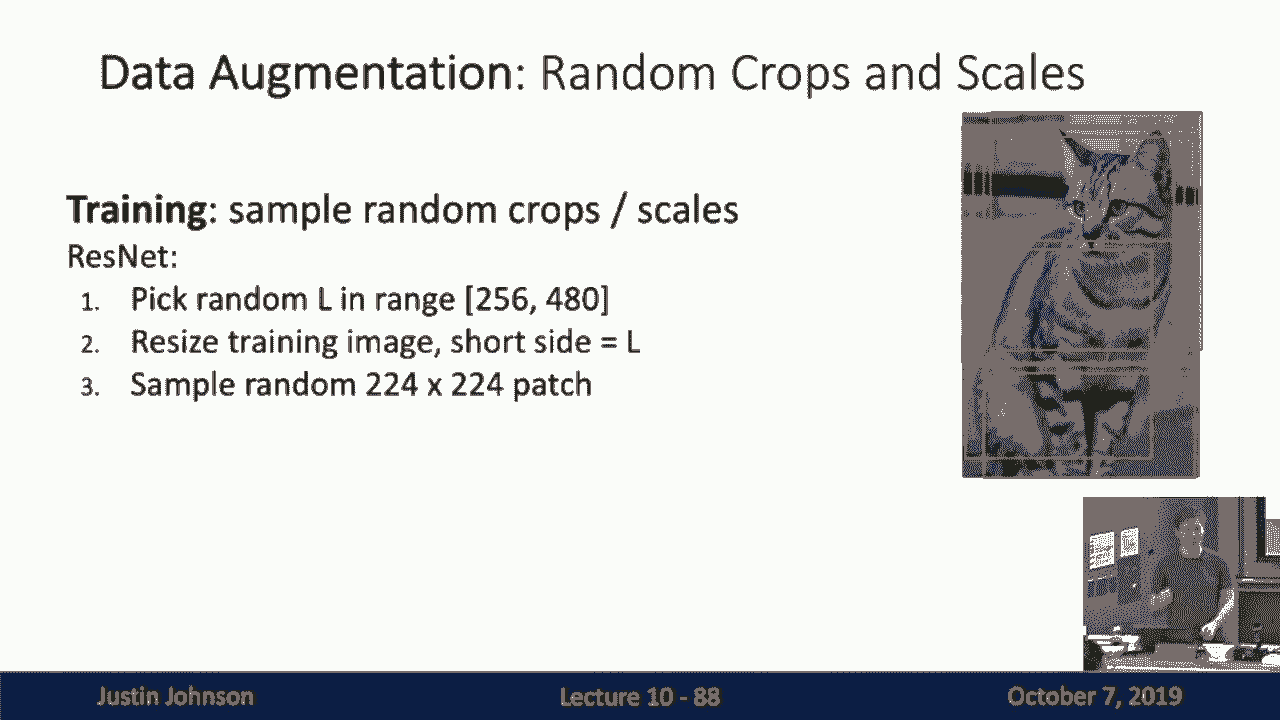 Data Augmentation: Random Crops and Scales
Training: sample random crops / scales
ResNet:
1. Pick random L in range [256, 480]
2. Resize training image, short side = L
3. Sample random 224 x 224 patch
Justin Johnson
Lecture 10 - 88
October 7, 2019